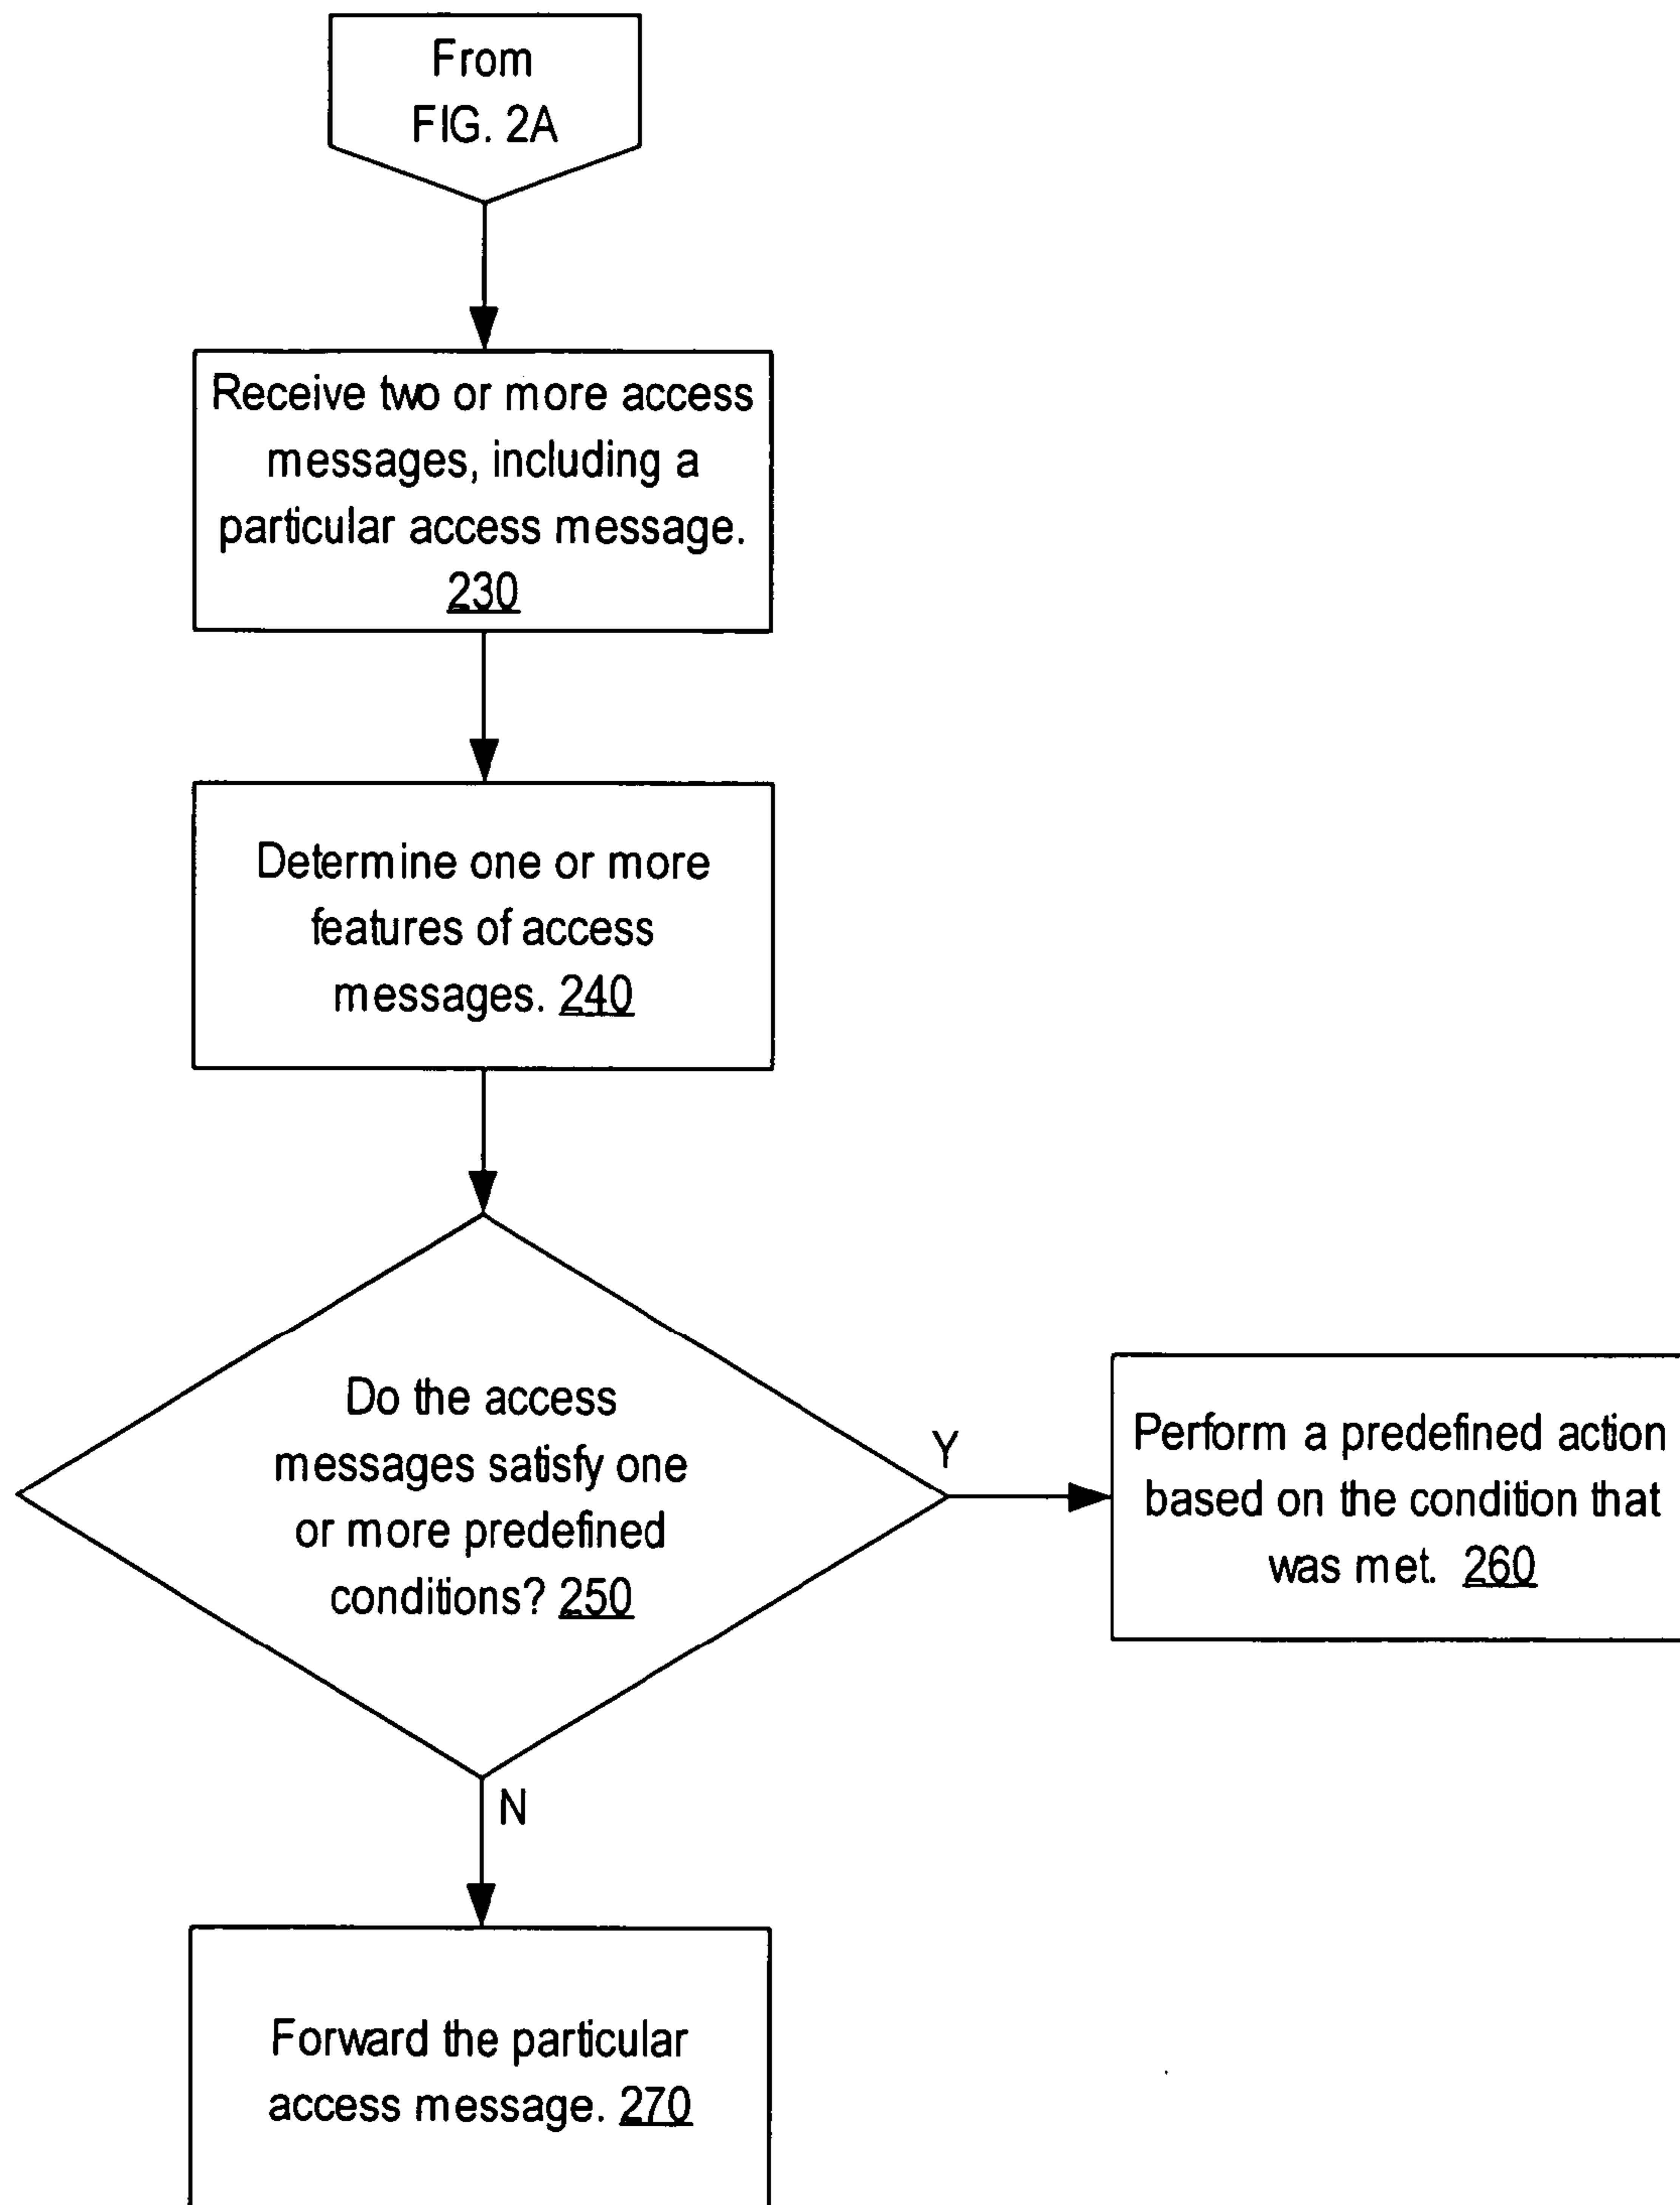 From
FIG. 2A
Receive two or more access
messages, including a
particular access message.
230
Determine one or more
features of access
messages. 240
Do the access
messages satisfy one
or more predefined
conditions? 250
Y
Perform a predefined action
based on the condition that
was met. 260
N
Forward the particular
access message. 270